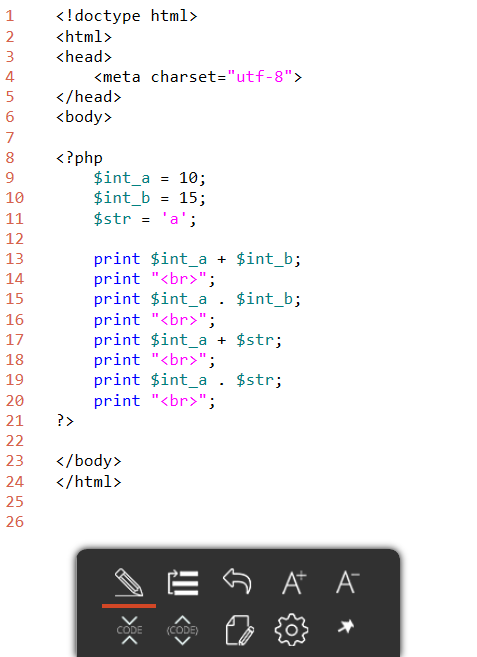 1 <!doctype html>
2 <html>
3 <head>
4 <meta charset="utf-8">
5 </head>
6 <body>
7
8 <?php
9 $int_a = 10;
10 $int_b = 15;
11 $str = 'a';
12
13 print $int_a + $int_b;
14 print "<br>";
15 print $int_a . $int_b;
16 print "<br>";
17 print $int_a + $str;
18 print "<br>";
19 print $int_a . $str;
20 print "<br>";
21 ?>
22
23 </body>
24 </html>
25
26
A+ A-
CODE (CODE)